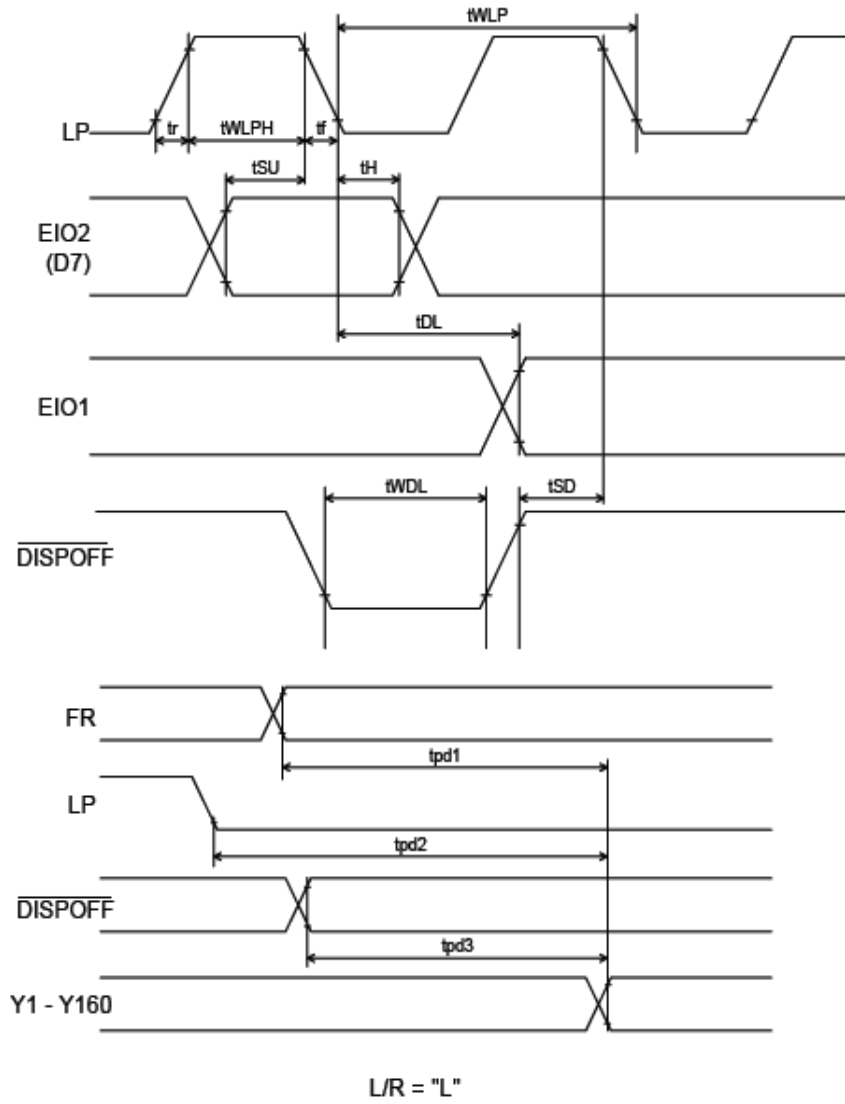 tWLP
LP
tr
tWLPH
tf
tSU
tH
EIO2
(D7)
tDL
EIO1
tWDL
tSD
DISPOFF
FR
tpd1
LP
tpd2
DISPOFF
tpd3
Y1 - Y160
L/R = "L"